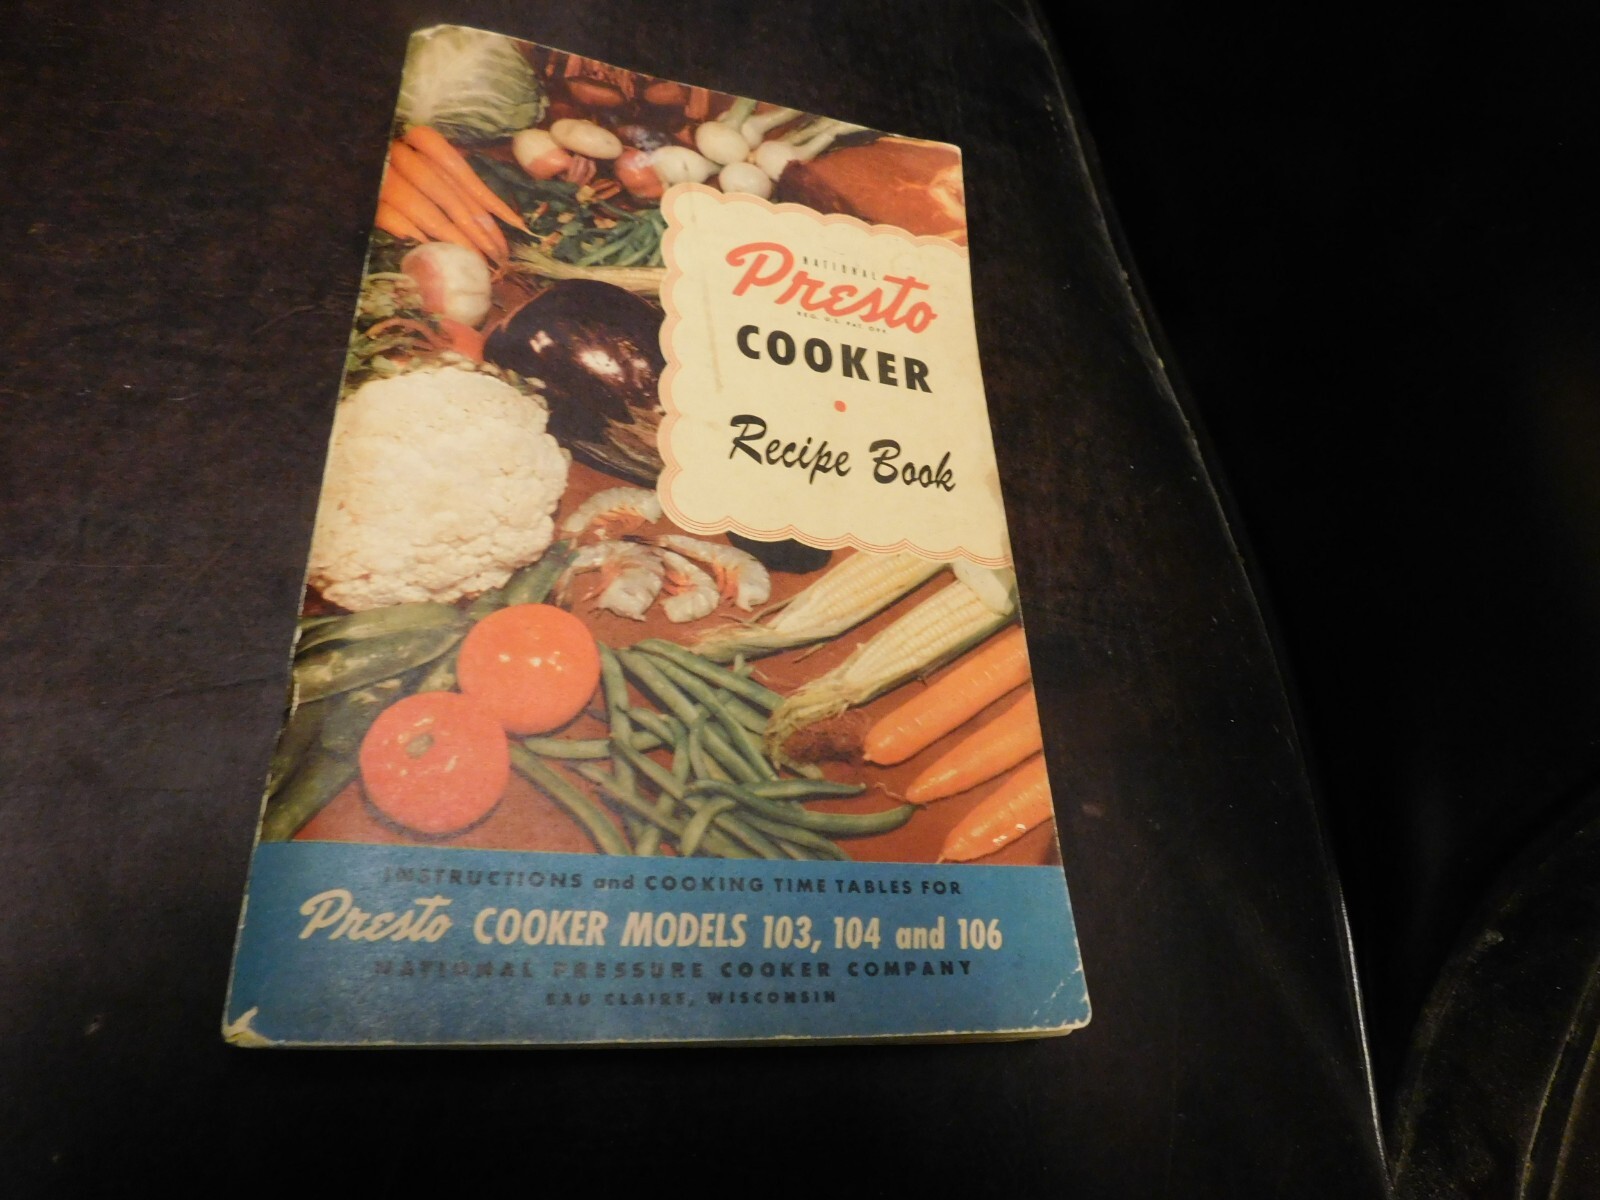 NATIONAL
Presto
REG. U.S. PAT. OFF.
COOKER
Recipe Book
INSTRUCTIONS and COOKING TIME TABLES FOR
Presto COOKER MODELS 103, 104 and 106
NATIONAL PRESSURE COOKER COMPANY
EAU CLAIRE, WISCONSIN